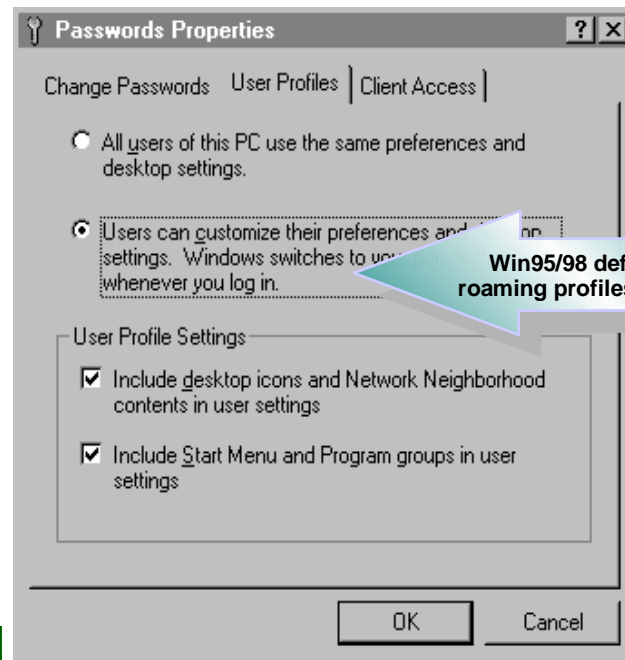 Passwords Properties
Change Passwords User Profiles Client Access
All users of this PC use the same preferences and
desktop settings.
Users can customize their preferences and
settings. Windows switches to
whenever you log in.
Win95/98
roaming profiles
User Profile Settings
Include desktop icons and Network Neighborhood
contents in user settings
Include Start Menu and Program groups in user
settings
OK Cancel